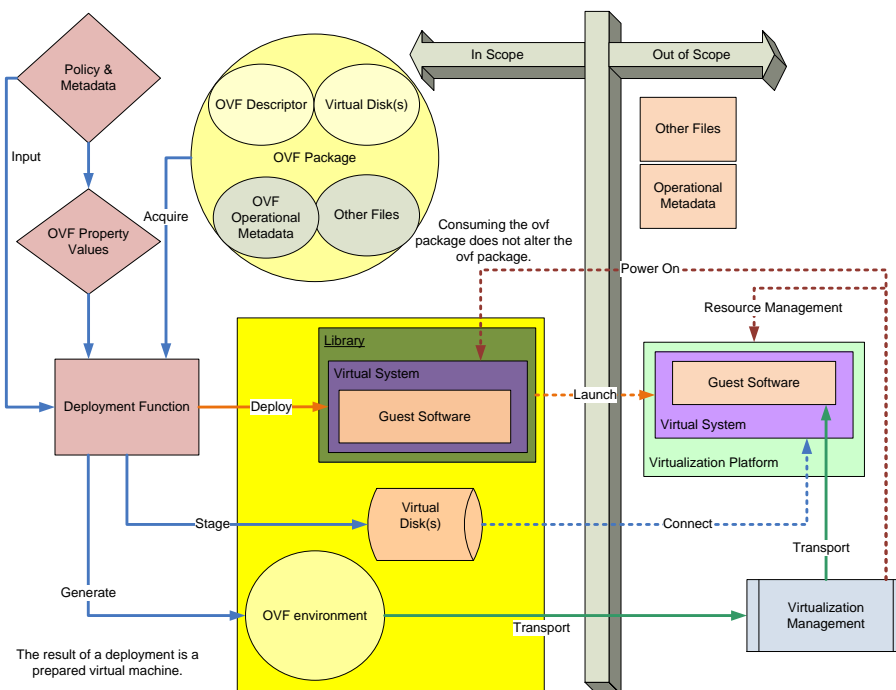 In Scope
Out of Scope
Policy &
Metadata
OVF Descriptor
Virtual Disk(s)
Other Files
Input
OVF Package
Operational
Metadata
OVF
Operational
Metadata
Other Files
Acquire
OVF Property
Values
Consuming the ovf
package does not alter the
ovf package.
Power On
Resource Management
Library
Virtual System
Guest Software
Deployment Function
Deploy
Launch
Guest Software
Virtual System
Virtualization Platform
Stage
Virtual
Disk(s)
Connect
Transport
Generate
OVF environment
Transport
Virtualization
Management
The result of a deployment is a
prepared virtual machine.